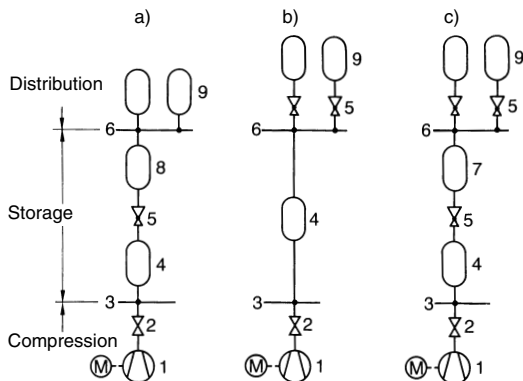 a) b) c)
Distribution
9 9 9
5 5
6 6 6
8 7
Storage
5 5
4 4 4
3 3 3
Compression
2 2 2
M 1 M 1 M 1